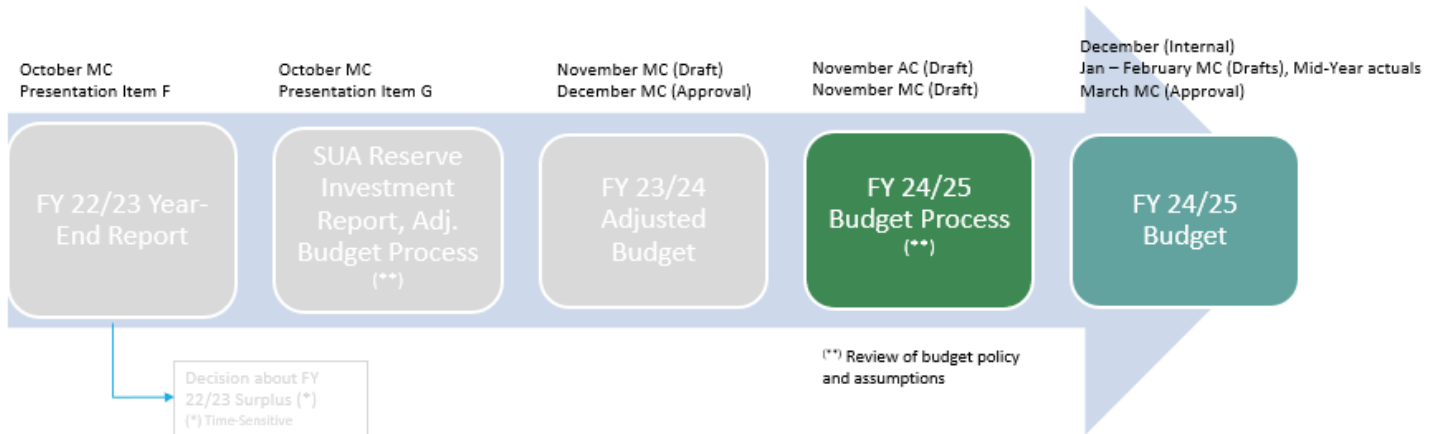 October MC
Presentation Item F
October MC
Presentation Item G
November MC (Draft)
December MC (Approval)
November AC (Draft)
November MC (Draft)
December (Internal)
Jan – February MC (Drafts), Mid-Year actuals
March MC (Approval)
FY 22/23 Year-
End Report
SUA Reserve
Investment
Report, Adj.
Budget Process
(**)
FY 23/24
Adjusted
Budget
FY 24/25
Budget Process
(**)
FY 24/25
Budget
Decision about FY
22/23 Surplus (*)
(*) Time-Sensitive
(**) Review of budget policy
and assumptions